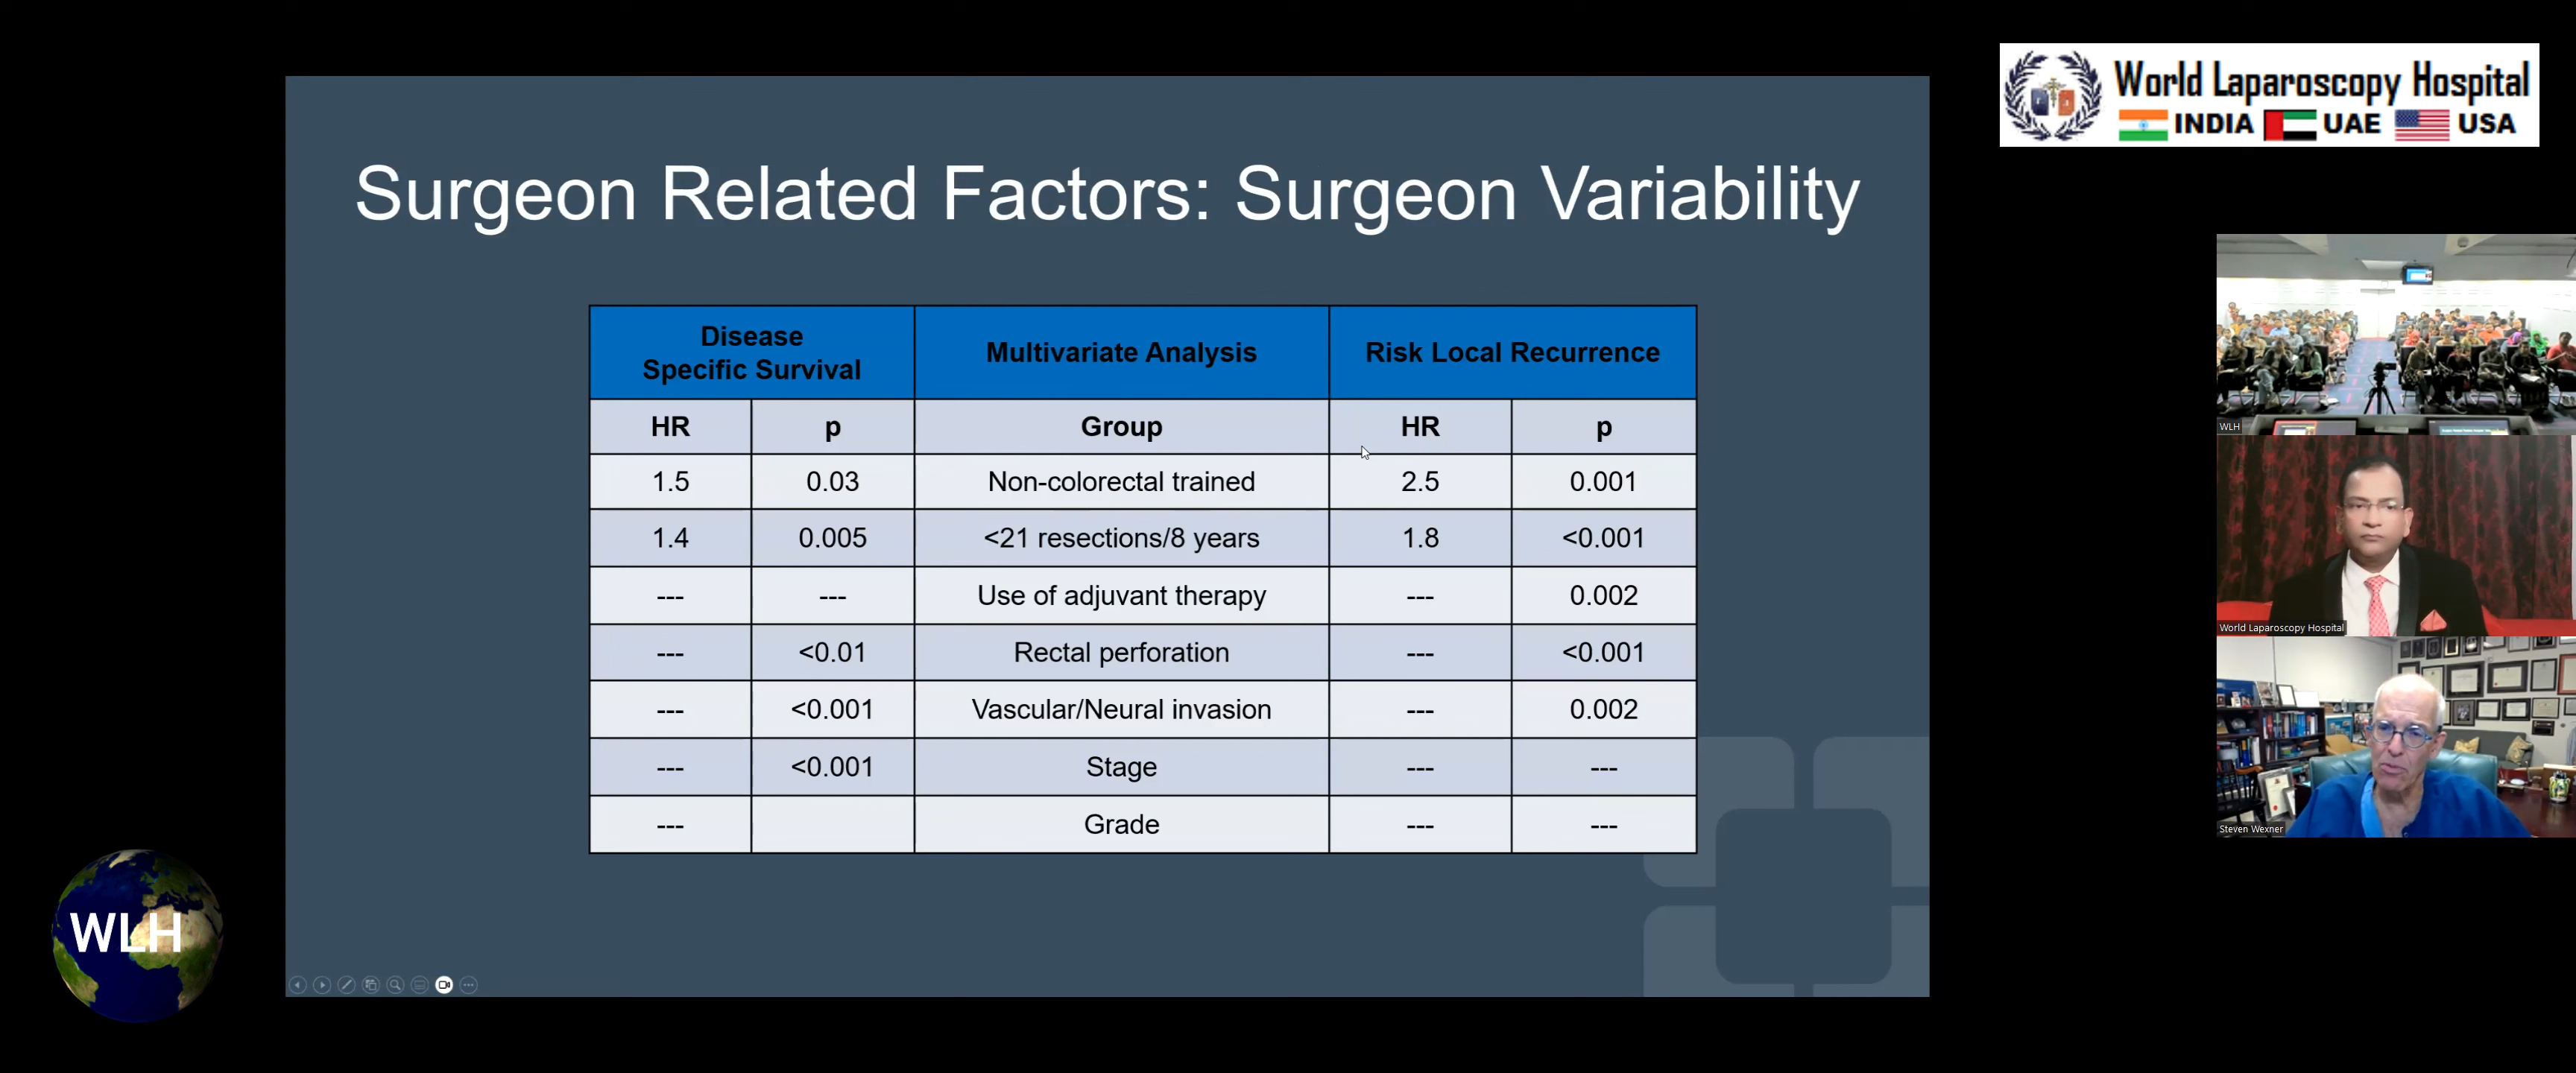 World Laparoscopy Hospital
INDIA UAE USA
Surgeon Related Factors: Surgeon Variability
Disease
Specific Survival
Multivariate Analysis
Risk Local Recurrence
HR p Group HR p
1.5 0.03 Non-colorectal trained 2.5 0.001
1.4 0.005 <21 resections/8 years 1.8 <0.001
--- --- Use of adjuvant therapy --- 0.002
--- <0.01 Rectal perforation --- <0.001
--- <0.001 Vascular/Neural invasion --- 0.002
--- <0.001 Stage --- ---
--- Grade --- ---
WLH
World Laparoscopy Hospital
Steven Wexner
WLH